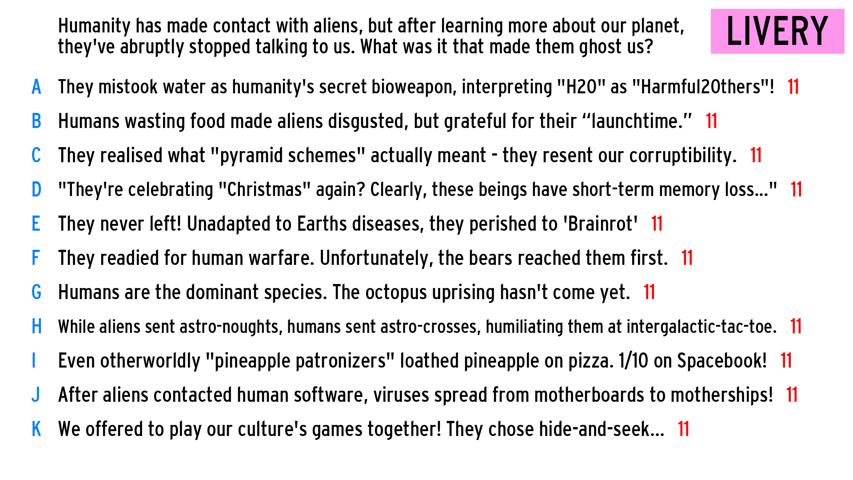 Humanity has made contact with aliens, but after learning more about our planet,
they've abruptly stopped talking to us. What was it that made them ghost us?
LIVERY
A They mistook water as humanity's secret bioweapon, interpreting "H20" as "Harmful20thers"! 11
B Humans wasting food made aliens disgusted, but grateful for their “launchtime.” 11
C They realised what "pyramid schemes" actually meant - they resent our corruptibility. 11
D "They're celebrating "Christmas" again? Clearly, these beings have short-term memory loss..." 11
E They never left! Unadapted to Earths diseases, they perished to 'Brainrot' 11
F They readied for human warfare. Unfortunately, the bears reached them first. 11
G Humans are the dominant species. The octopus uprising hasn't come yet. 11
H While aliens sent astro-noughts, humans sent astro-crosses, humiliating them at intergalactic-tac-toe. 11
I Even otherworldly "pineapple patronizers" loathed pineapple on pizza. 1/10 on Spacebook! 11
J After aliens contacted human software, viruses spread from motherboards to motherships! 11
K We offered to play our culture's games together! They chose hide-and-seek... 11